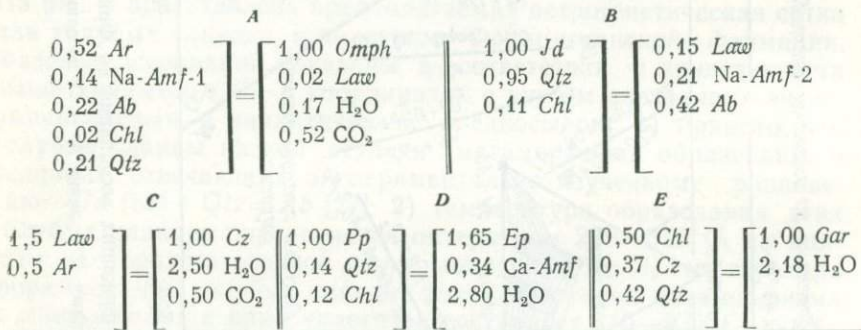 A B
0,52 Ar 1,00 Omph 1,00 Jd 0,15 Law
0,14 Na-Amf-1 0,02 Law 0,95 Qtz 0,21 Na-Amf-2
0,22 Ab = 0,17 H₂O 0,11 Chl = 0,42 Ab
0,02 Chl 0,52 CO₂
0,21 Qtz
C D E
1,5 Law 1,00 Cz 1,00 Pp 1,65 Ep 0,50 Chl 1,00 Gar
0,5 Ar = 2,50 H₂O 0,14 Qtz = 0,34 Ca-Amf 0,37 Cz = 2,18 H₂O
0,50 CO₂ 0,12 Chl 2,80 H₂O 0,42 Qtz